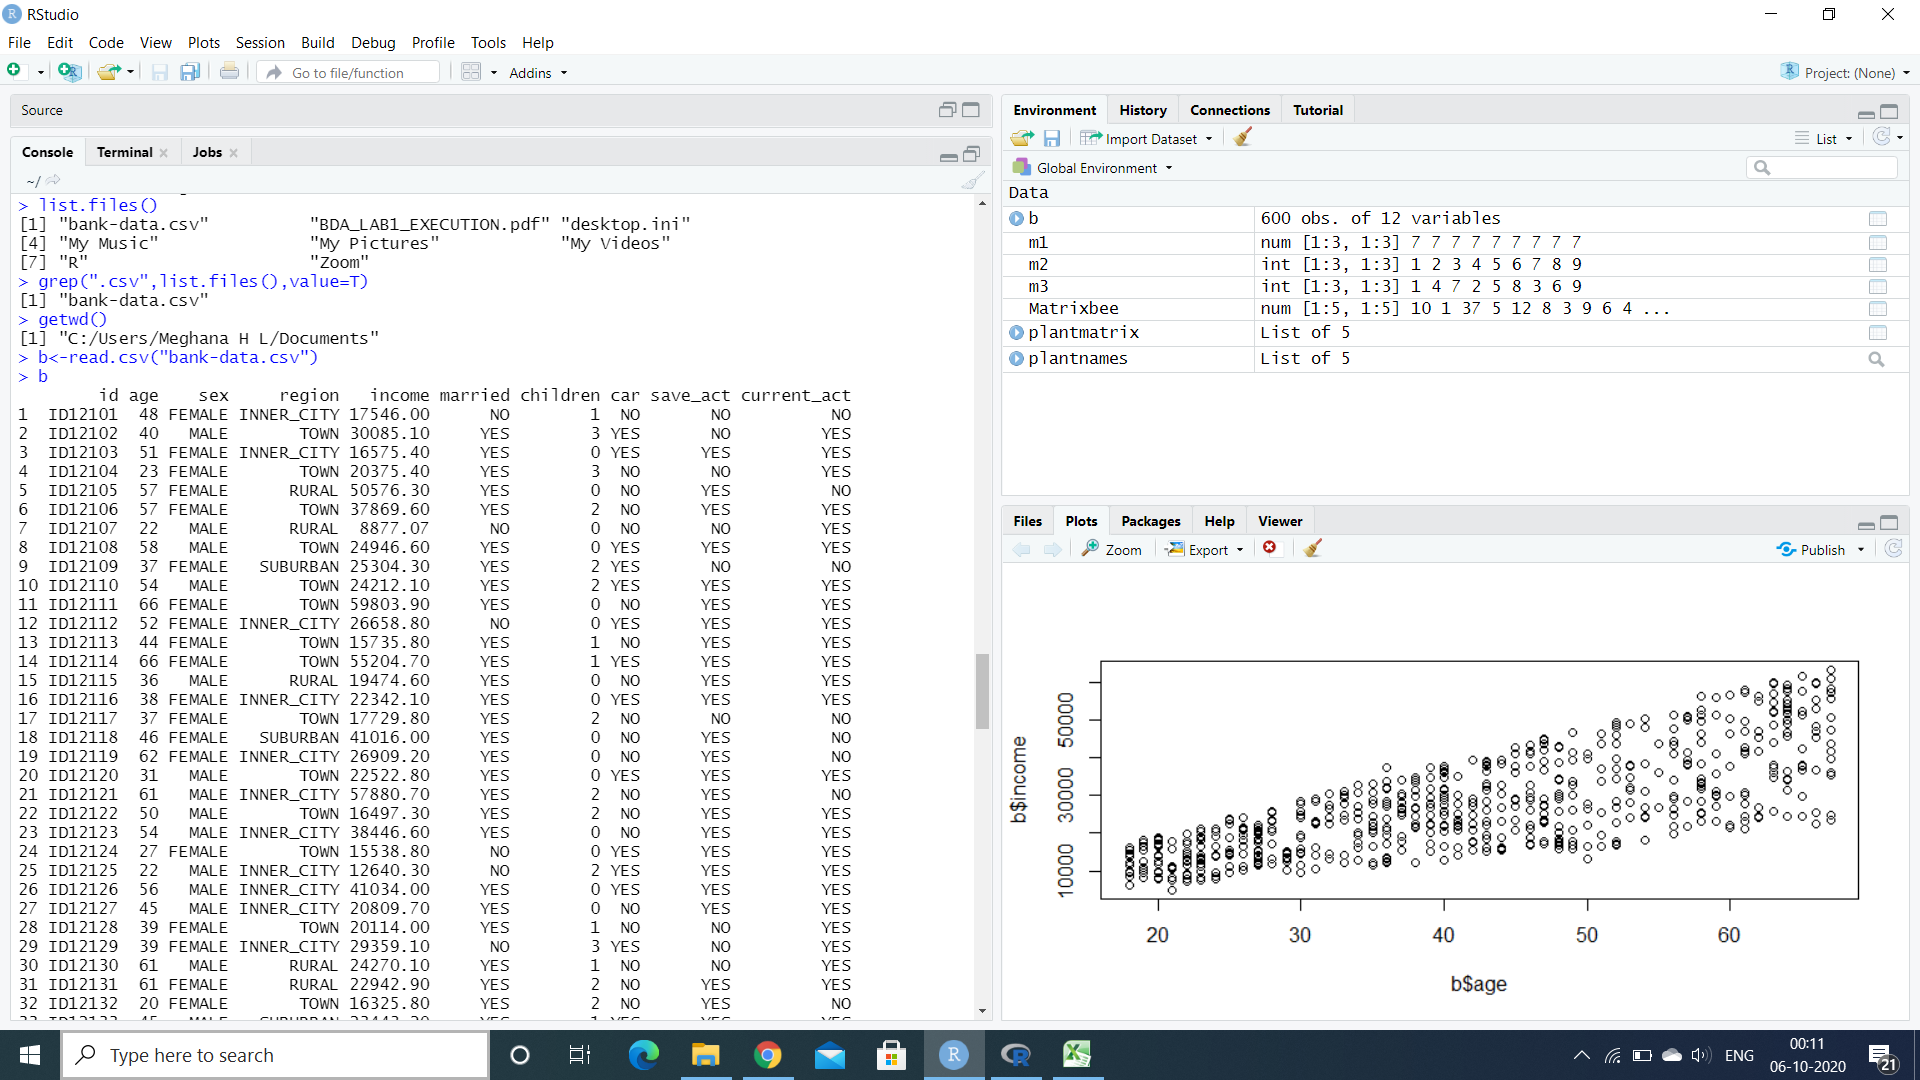 RStudio
File Edit Code View Plots Session Build Debug Profile Tools Help
Go to file/function Addins Project: (None)
Source
Console Terminal Jobs
~/
> list.files()
[1] "bank-data.csv" "BDA_LAB1_EXECUTION.pdf" "desktop.ini"
[4] "My Music" "My Pictures" "My Videos"
[7] "R" "Zoom"
> grep(".csv",list.files(),value=T)
[1] "bank-data.csv"
> getwd()
[1] "C:/Users/Meghana H L/Documents"
> b<-read.csv("bank-data.csv")
> b
id age sex region income married children car save_act current_act
1 ID12101 48 FEMALE INNER_CITY 17546.00 NO 1 NO NO NO
2 ID12102 40 MALE TOWN 30085.10 YES 3 YES NO YES
3 ID12103 51 FEMALE INNER_CITY 16575.40 YES 0 YES YES YES
4 ID12104 23 FEMALE TOWN 20375.40 YES 3 NO NO YES
5 ID12105 57 FEMALE RURAL 50576.30 YES 0 NO YES NO
6 ID12106 57 FEMALE TOWN 37869.60 YES 2 NO YES YES
7 ID12107 22 MALE RURAL 8877.07 NO 0 NO NO YES
8 ID12108 58 MALE TOWN 24946.60 YES 0 YES YES YES
9 ID12109 37 FEMALE SUBURBAN 25304.30 YES 2 YES NO NO
10 ID12110 54 MALE TOWN 24212.10 YES 2 YES YES YES
11 ID12111 66 FEMALE TOWN 59803.90 YES 0 NO YES YES
12 ID12112 52 FEMALE INNER_CITY 26658.80 NO 0 YES YES YES
13 ID12113 44 FEMALE TOWN 15735.80 YES 1 NO YES YES
14 ID12114 66 FEMALE TOWN 55204.70 YES 1 YES YES YES
15 ID12115 36 MALE RURAL 19474.60 YES 0 NO YES YES
16 ID12116 38 FEMALE INNER_CITY 22342.10 YES 0 YES YES YES
17 ID12117 37 FEMALE TOWN 17729.80 YES 2 NO NO NO
18 ID12118 46 FEMALE SUBURBAN 41016.00 YES 0 NO YES NO
19 ID12119 62 FEMALE INNER_CITY 26909.20 YES 0 NO YES NO
20 ID12120 31 MALE TOWN 22522.80 YES 0 YES YES YES
21 ID12121 61 MALE INNER_CITY 57880.70 YES 2 NO YES NO
22 ID12122 50 MALE TOWN 16497.30 YES 2 NO YES YES
23 ID12123 54 MALE INNER_CITY 38446.60 YES 0 NO YES YES
24 ID12124 27 FEMALE TOWN 15538.80 NO 0 YES YES YES
25 ID12125 22 MALE INNER_CITY 12640.30 NO 2 YES YES YES
26 ID12126 56 MALE INNER_CITY 41034.00 YES 0 YES YES YES
27 ID12127 45 MALE INNER_CITY 20809.70 YES 0 NO YES YES
28 ID12128 39 FEMALE TOWN 20114.00 YES 1 NO NO YES
29 ID12129 39 FEMALE INNER_CITY 29359.10 NO 3 YES NO YES
30 ID12130 61 MALE RURAL 24270.10 YES 1 NO NO YES
31 ID12131 61 FEMALE RURAL 22942.90 YES 2 NO YES YES
32 ID12132 20 FEMALE TOWN 16325.80 YES 2 NO YES NO
Environment History Connections Tutorial
Import Dataset List
Global Environment
Data
b 600 obs. of 12 variables
m1 num [1:3, 1:3] 7 7 7 7 7 7 7 7 7
m2 int [1:3, 1:3] 1 2 3 4 5 6 7 8 9
m3 int [1:3, 1:3] 1 4 7 2 5 8 3 6 9
Matrixbee num [1:5, 1:5] 10 1 37 5 12 8 3 9 6 4 ...
plantmatrix List of 5
plantnames List of 5
Files Plots Packages Help Viewer
Zoom Export Publish
b$income
10000 30000 50000
20 30 40 50 60
b$age
Type here to search
ENG
00:11
06-10-2020
21